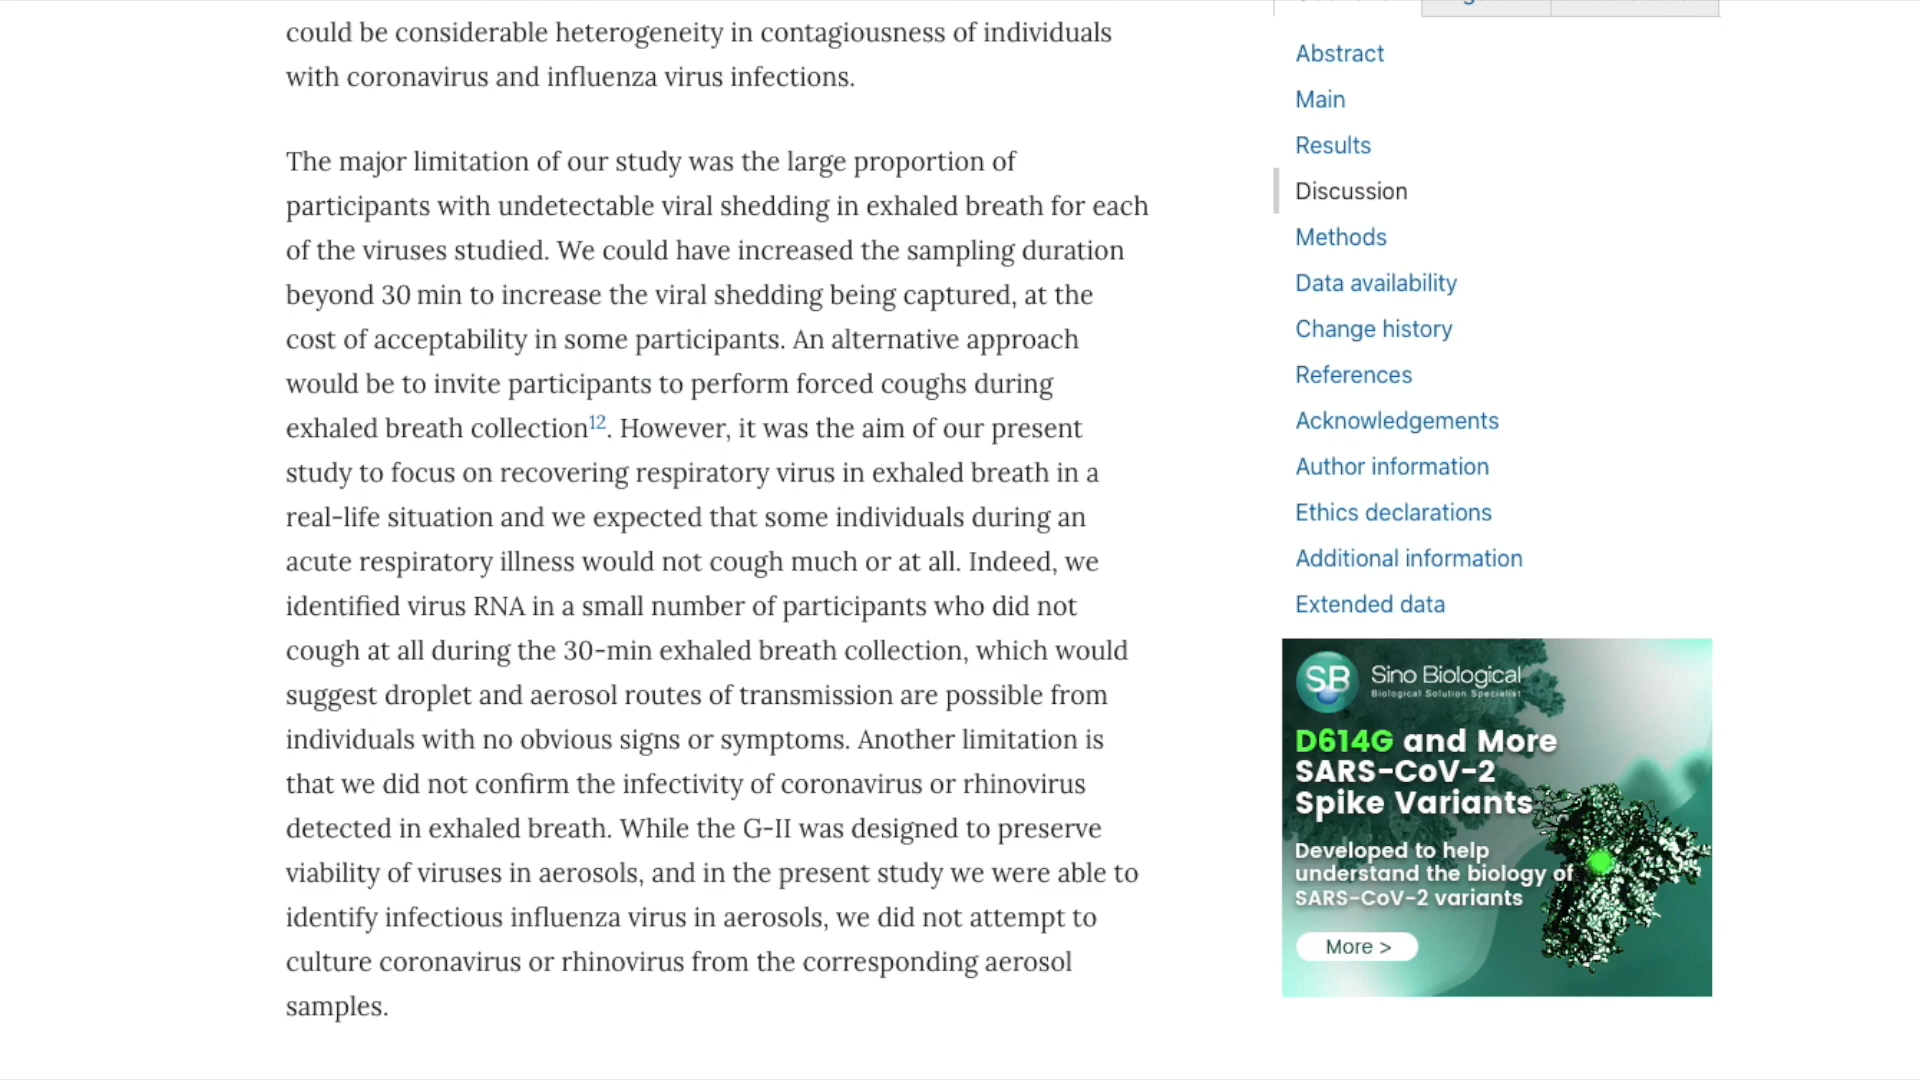 could be considerable heterogeneity in contagiousness of individuals
with coronavirus and influenza virus infections.
The major limitation of our study was the large proportion of
participants with undetectable viral shedding in exhaled breath for each
of the viruses studied. We could have increased the sampling duration
beyond 30 min to increase the viral shedding being captured, at the
cost of acceptability in some participants. An alternative approach
would be to invite participants to perform forced coughs during
exhaled breath collection12. However, it was the aim of our present
study to focus on recovering respiratory virus in exhaled breath in a
real-life situation and we expected that some individuals during an
acute respiratory illness would not cough much or at all. Indeed, we
identified virus RNA in a small number of participants who did not
cough at all during the 30-min exhaled breath collection, which would
suggest droplet and aerosol routes of transmission are possible from
individuals with no obvious signs or symptoms. Another limitation is
that we did not confirm the infectivity of coronavirus or rhinovirus
detected in exhaled breath. While the G-II was designed to preserve
viability of viruses in aerosols, and in the present study we were able to
identify infectious influenza virus in aerosols, we did not attempt to
culture coronavirus or rhinovirus from the corresponding aerosol
samples.
Abstract
Main
Results
Discussion
Methods
Data availability
Change history
References
Acknowledgements
Author information
Ethics declarations
Additional information
Extended data
SB
Sino Biological
Biological Solution Specialist
D614G and More
SARS-CoV-2
Spike Variants
Developed to help
understand the biology of
SARS-CoV-2 variants
More >